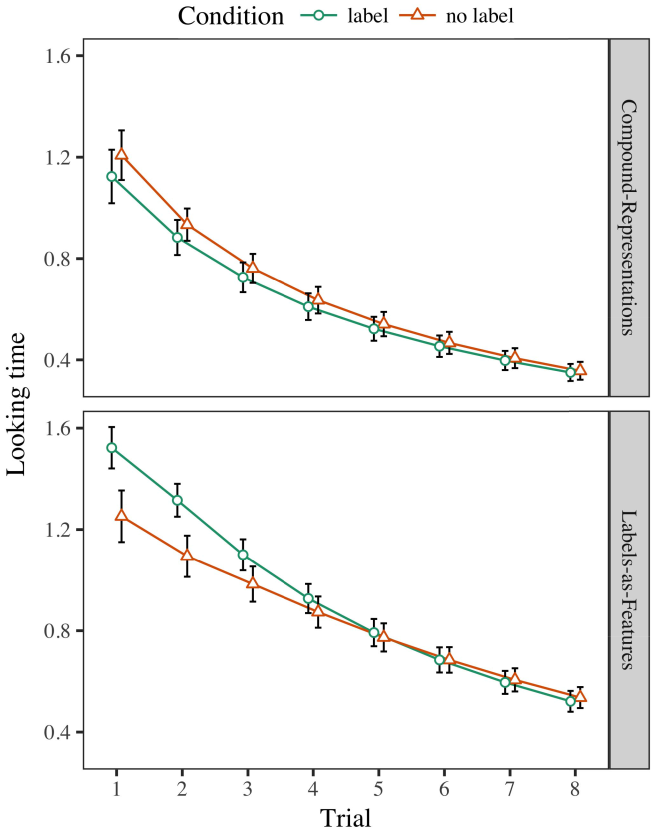 Condition label no label
1.6
1.2
0.8
0.4
Compound-Representations
Looking time
1.6
1.2
0.8
0.4
Labels-as-Features
1 2 3 4 5 6 7 8
Trial